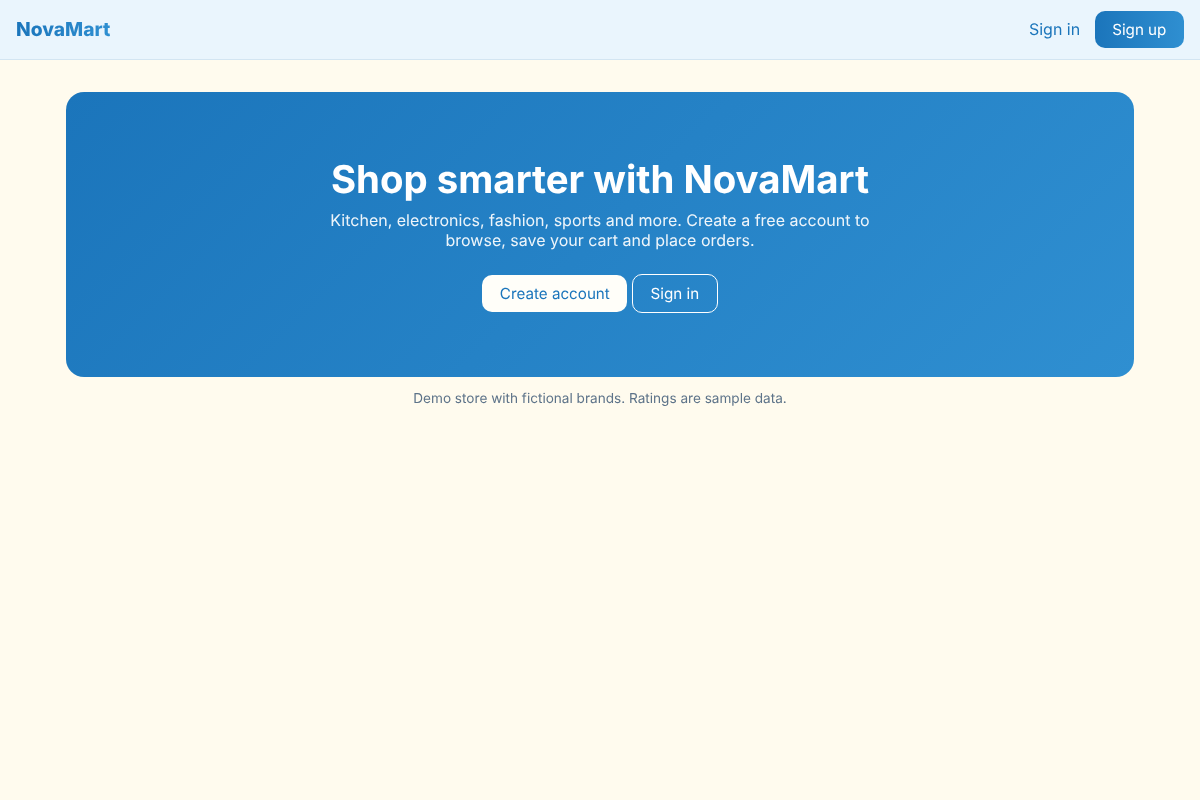 NovaMart
Sign in
Sign up
Shop smarter with NovaMart
Kitchen, electronics, fashion, sports and more. Create a free account to
browse, save your cart and place orders.
Create account
Sign in
Demo store with fictional brands. Ratings are sample data.